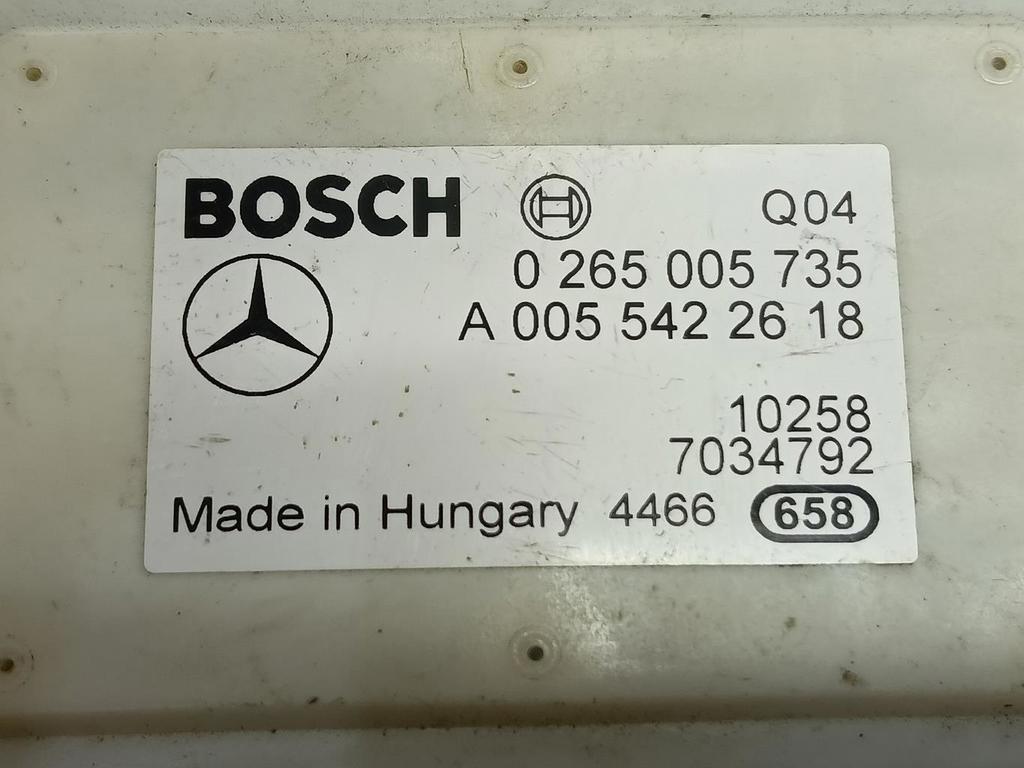 BOSCH Q04
0 265 005 735
A 005 542 26 18
10258
7034792
Made in Hungary 4466 658